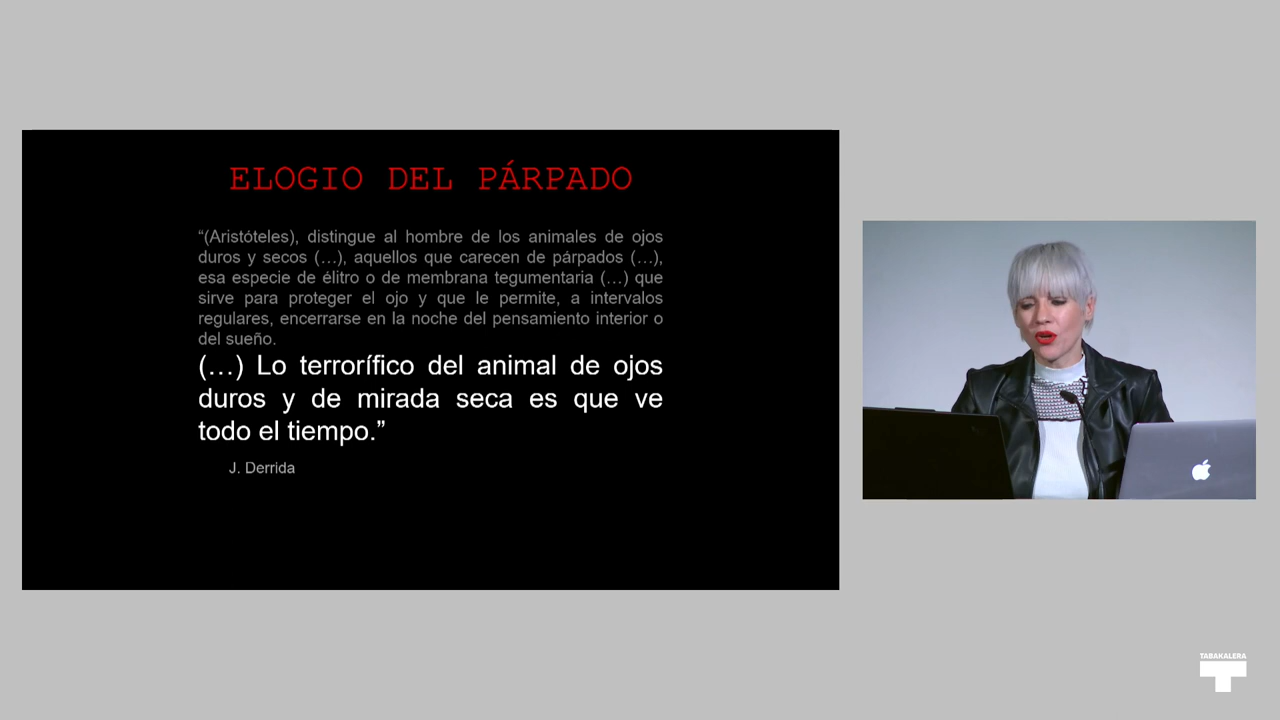 ELOGIO DEL PÁRPADO
“(Aristóteles), distingue al hombre de los animales de ojos
duros y secos (…), aquellos que carecen de párpados (…),
esa especie de élitro o de membrana tegumentaria (…) que
sirve para proteger el ojo y que le permite, a intervalos
regulares, encerrarse en la noche del pensamiento interior o
del sueño.
(…) Lo terrorífico del animal de ojos
duros y de mirada seca es que ve
todo el tiempo.”
J. Derrida
TABAKALERA